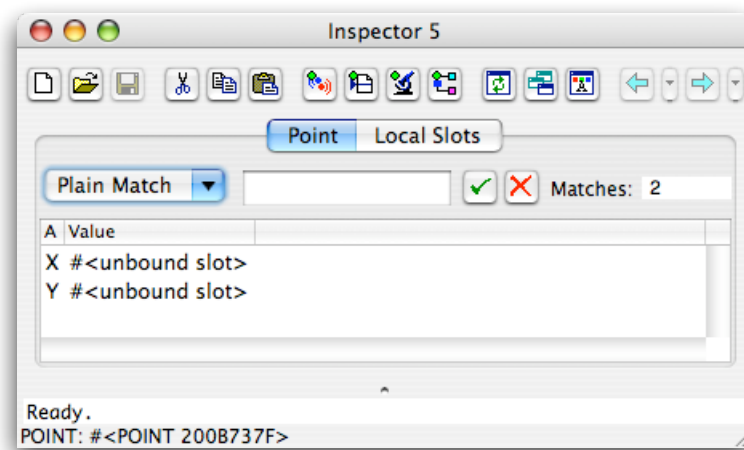 Inspector 5
Point Local Slots
Plain Match Matches: 2
A Value
X #<unbound slot>
Y #<unbound slot>
Ready.
POINT: #<POINT 200B737F>